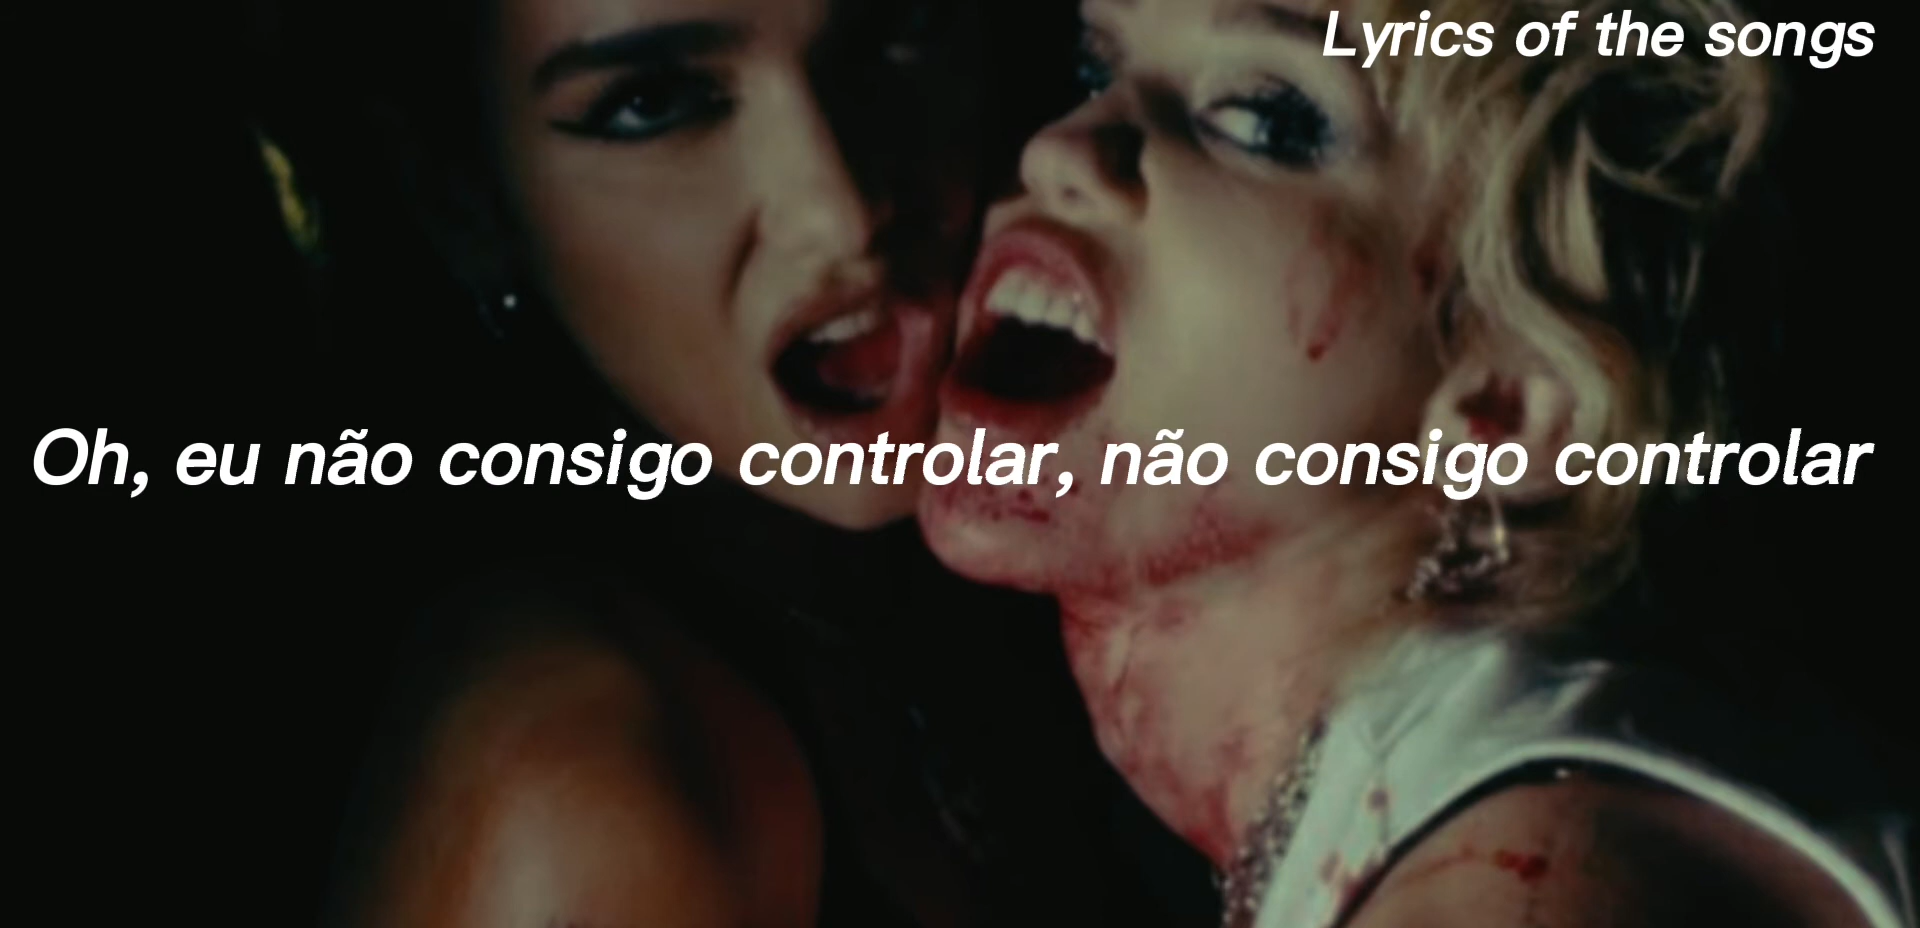 Lyrics of the songs
Oh, eu não consigo controlar, não consigo controlar